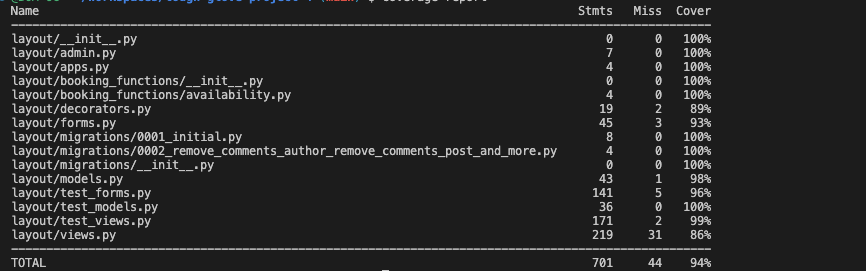 Name Stmts Miss Cover
layout/__init__.py 0 0 100%
layout/admin.py 7 0 100%
layout/apps.py 4 0 100%
layout/booking_functions/__init__.py 0 0 100%
layout/booking_functions/availability.py 4 0 100%
layout/decorators.py 19 2 89%
layout/forms.py 45 3 93%
layout/migrations/0001_initial.py 8 0 100%
layout/migrations/0002_remove_comments_author_remove_comments_post_and_more.py 4 0 100%
layout/migrations/__init__.py 0 0 100%
layout/models.py 43 1 98%
layout/test_forms.py 141 5 96%
layout/test_models.py 36 0 100%
layout/test_views.py 171 2 99%
layout/views.py 219 31 86%
TOTAL 701 44 94%